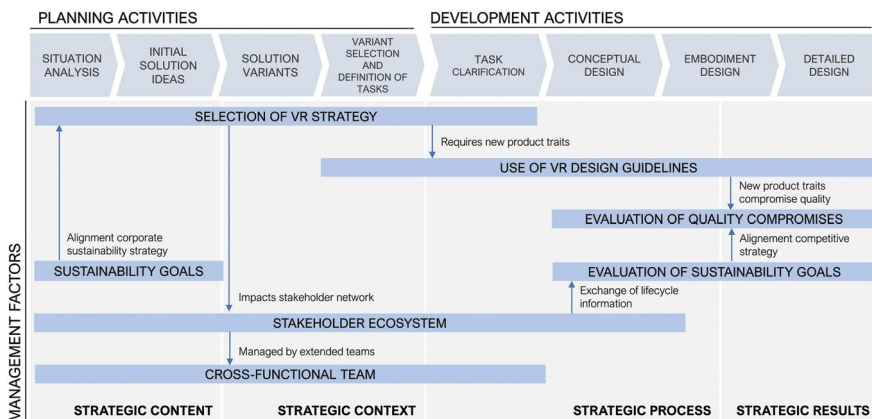 PLANNING ACTIVITIES
DEVELOPMENT ACTIVITIES
SITUATION
ANALYSIS
INITIAL
SOLUTION
IDEAS
SOLUTION
VARIANTS
VARIANT
SELECTION
AND
DEFINITION OF
TASKS
TASK
CLARIFICATION
CONCEPTUAL
DESIGN
EMBODIMENT
DESIGN
DETAILED
DESIGN
MANAGEMENT FACTORS
SELECTION OF VR STRATEGY
Requires new product traits
USE OF VR DESIGN GUIDELINES
New product traits
compromise quality
EVALUATION OF QUALITY COMPROMISES
Alignment corporate
sustainability strategy
Alignement competitive
strategy
SUSTAINABILITY GOALS
EVALUATION OF SUSTAINABILITY GOALS
Impacts stakeholder network
Exchange of lifecycle
information
STAKEHOLDER ECOSYSTEM
Managed by extended teams
CROSS-FUNCTIONAL TEAM
STRATEGIC CONTENT
STRATEGIC CONTEXT
STRATEGIC PROCESS
STRATEGIC RESULTS